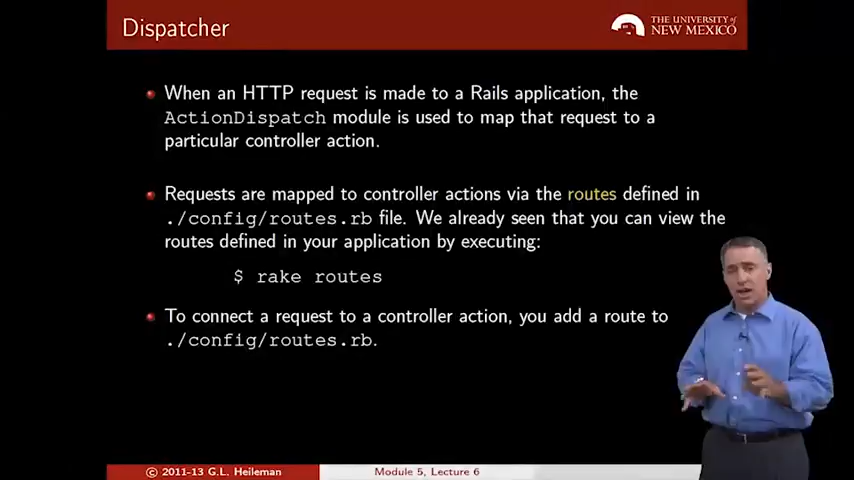 Dispatcher
THE UNIVERSITY of
NEW MEXICO
When an HTTP request is made to a Rails application, the
ActionDispatch module is used to map that request to a
particular controller action.
Requests are mapped to controller actions via the routes defined in
./config/routes.rb file. We already seen that you can view the
routes defined in your application by executing:
$ rake routes
To connect a request to a controller action, you add a route to
./config/routes.rb.
© 2011-13 G.L. Heileman
Module 5, Lecture 6